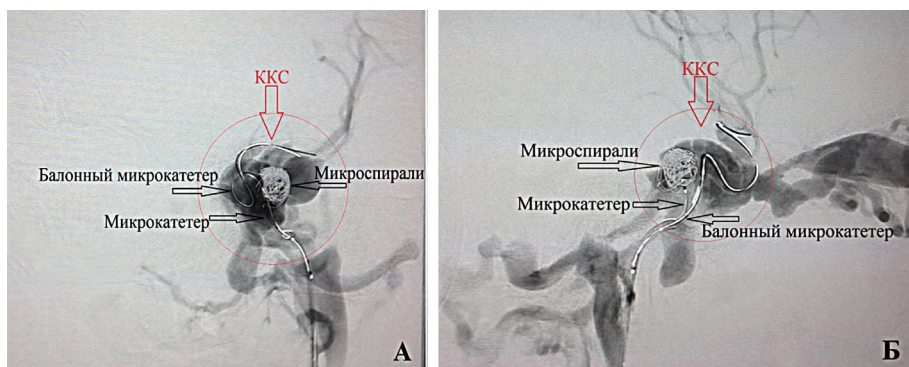 ККС
Балонный микрокатетер
Микроспирали
Микрокатетер
А
ККС
Микроспирали
Микрокатетер
Балонный микрокатетер
Б